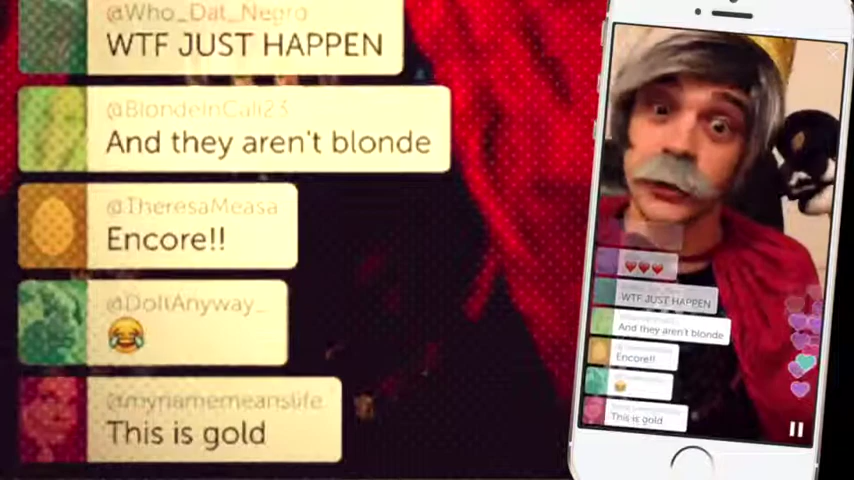 @Who_Dat_Negro
WTF JUST HAPPEN
@BlondeInCali23
And they aren't blonde
@TheresaMeasa
Encore!!
@DoItAnyway_
😂
@mynamemeanslife
This is gold
WTF JUST HAPPEN
And they aren't blonde
Encore!!
This is gold